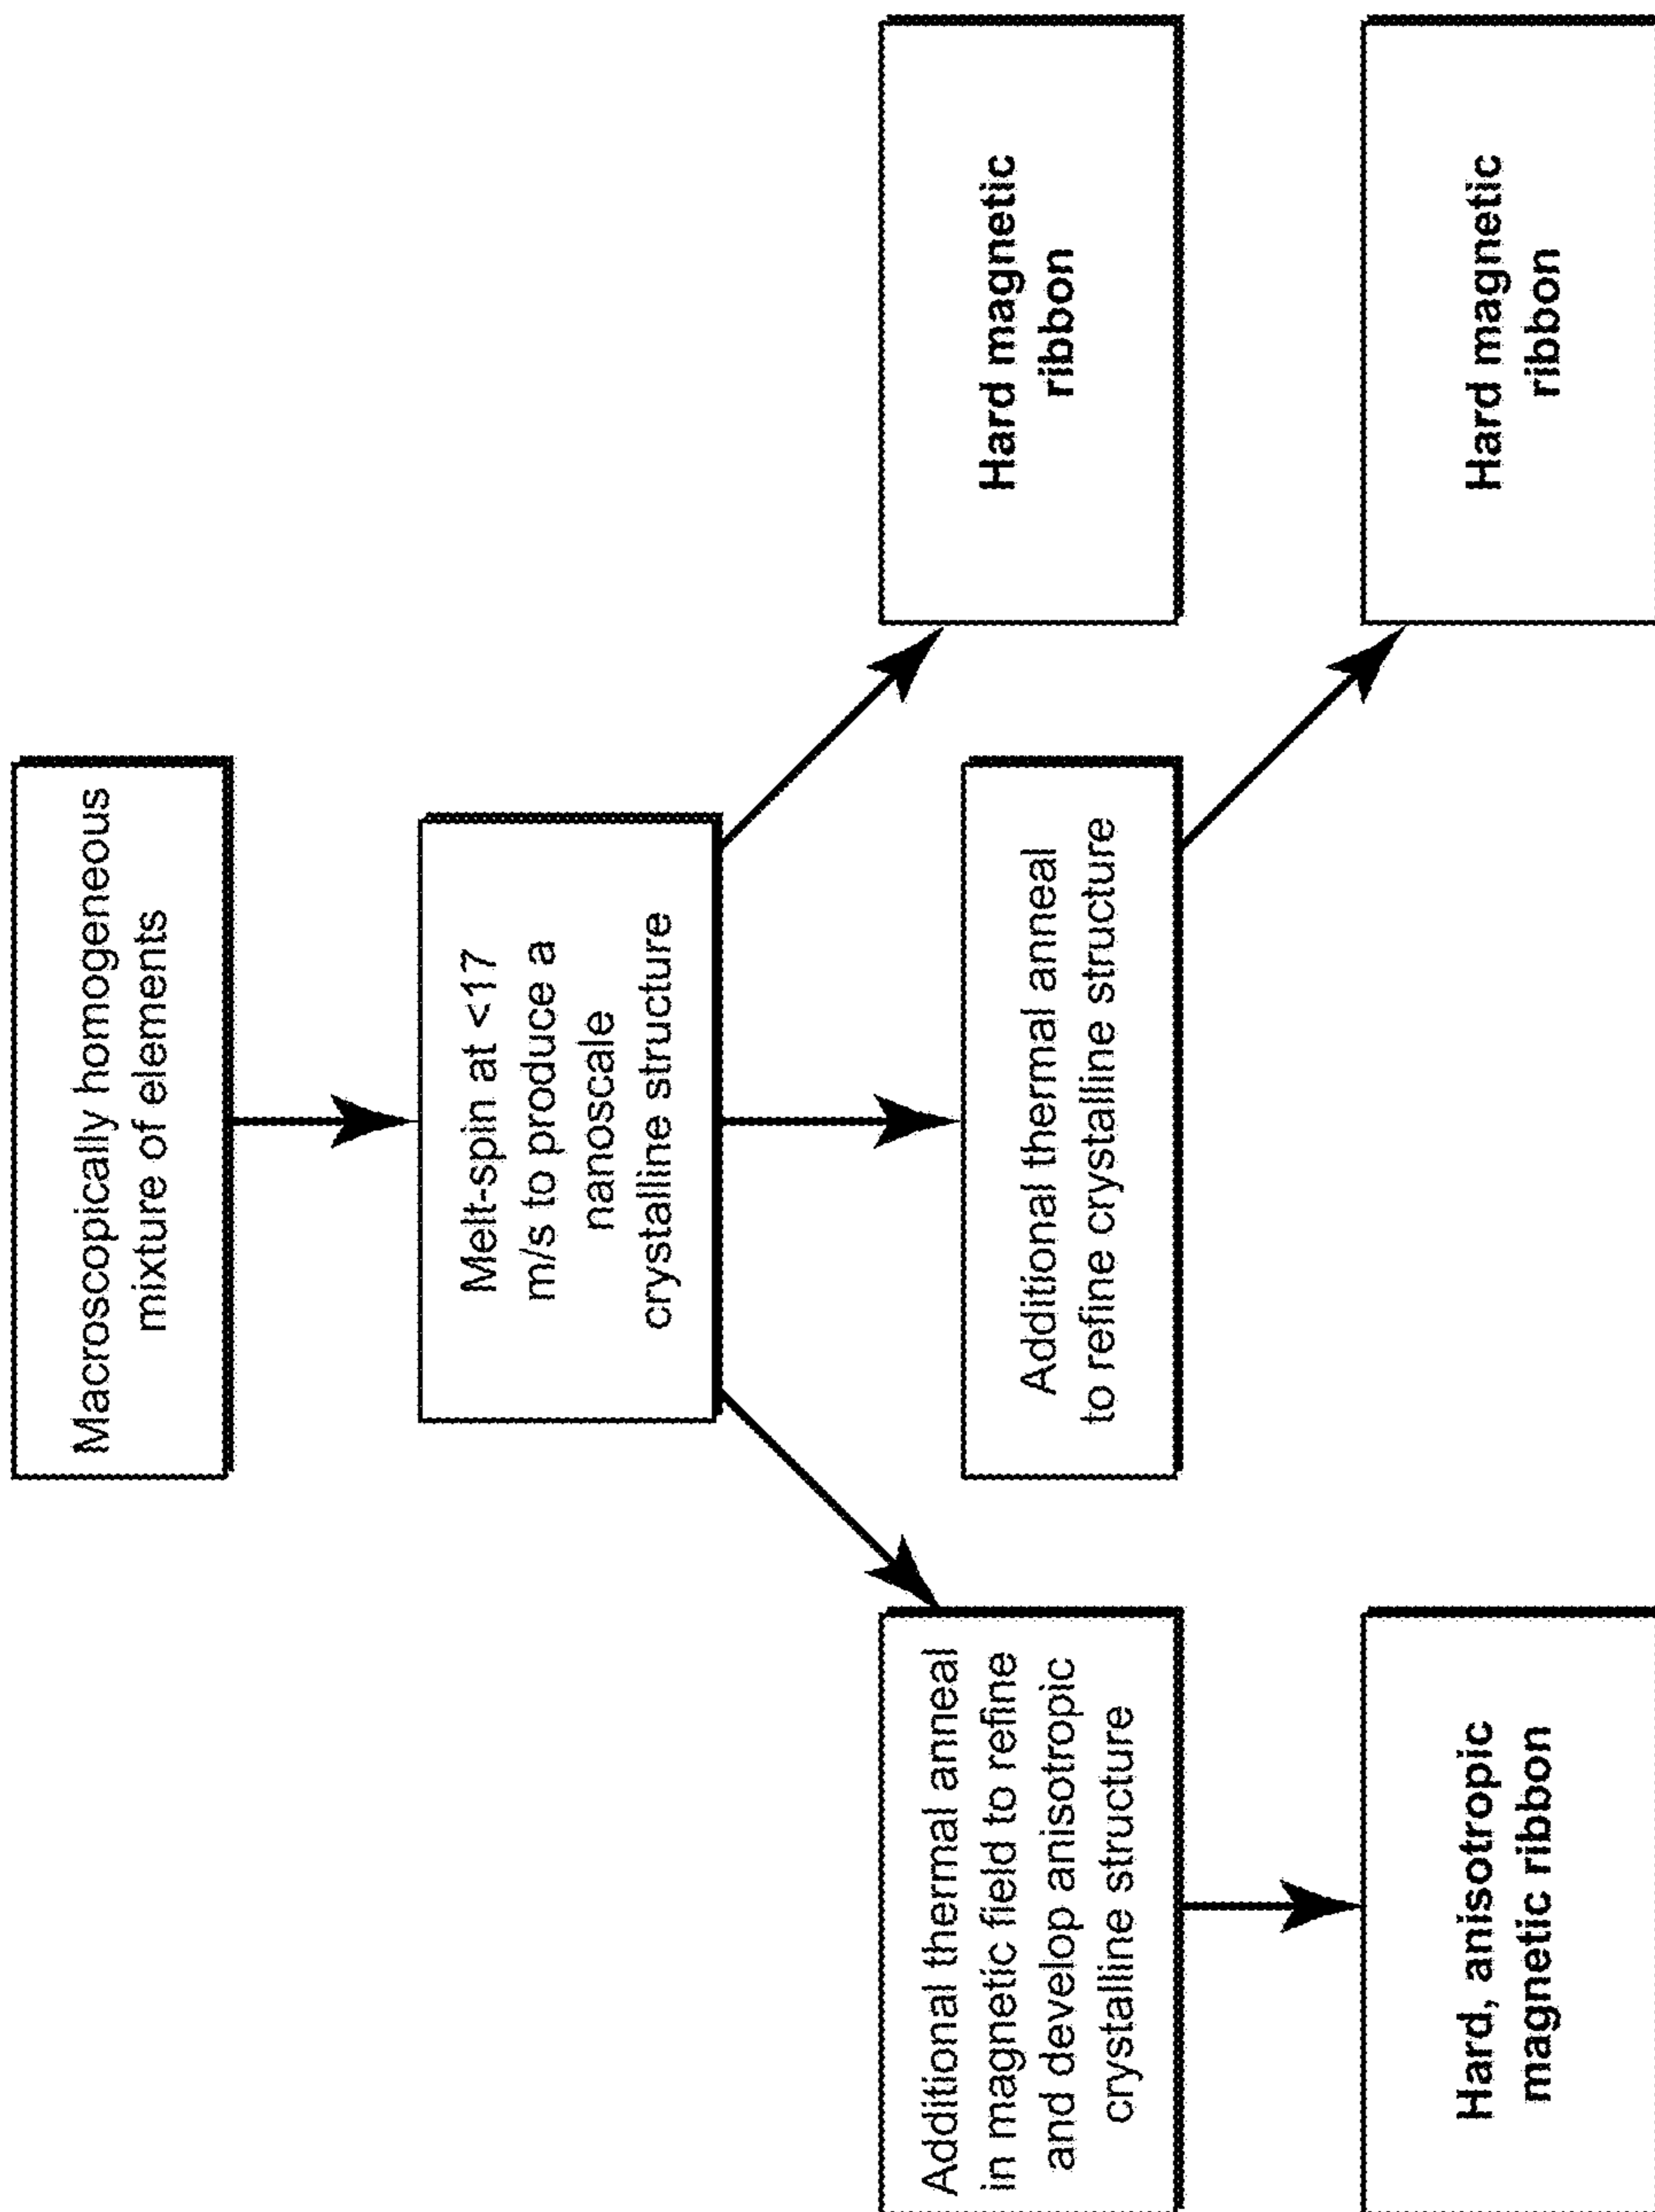 Macroscopically homogeneous
mixture of elements
Melt-spin at <17
m/s to produce a
nanoscale
crystalline structure
Additional thermal anneal
in magnetic field to refine
and develop anisotropic
crystalline structure
Additional thermal anneal
to refine crystalline structure
Hard magnetic
ribbon
Hard, anisotropic
magnetic ribbon
Hard magnetic
ribbon